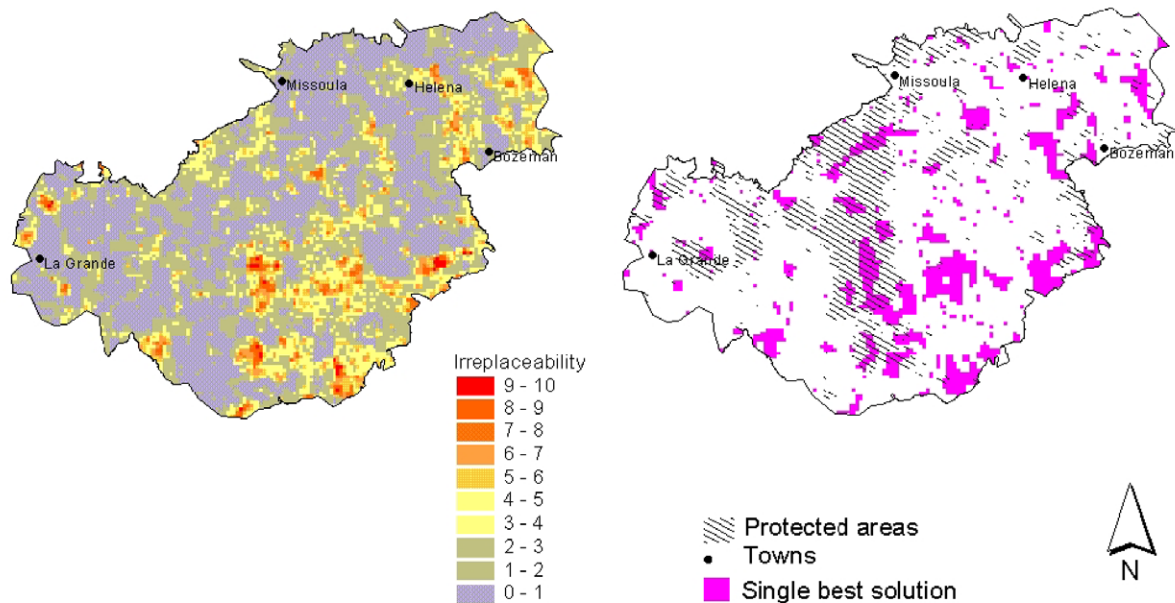 Missoula
Helena
Bozeman
La Grande
Irreplaceability
9 - 10
8 - 9
7 - 8
6 - 7
5 - 6
4 - 5
3 - 4
2 - 3
1 - 2
0 - 1
Missoula
Helena
Bozeman
La Grande
Protected areas
Towns
Single best solution
N